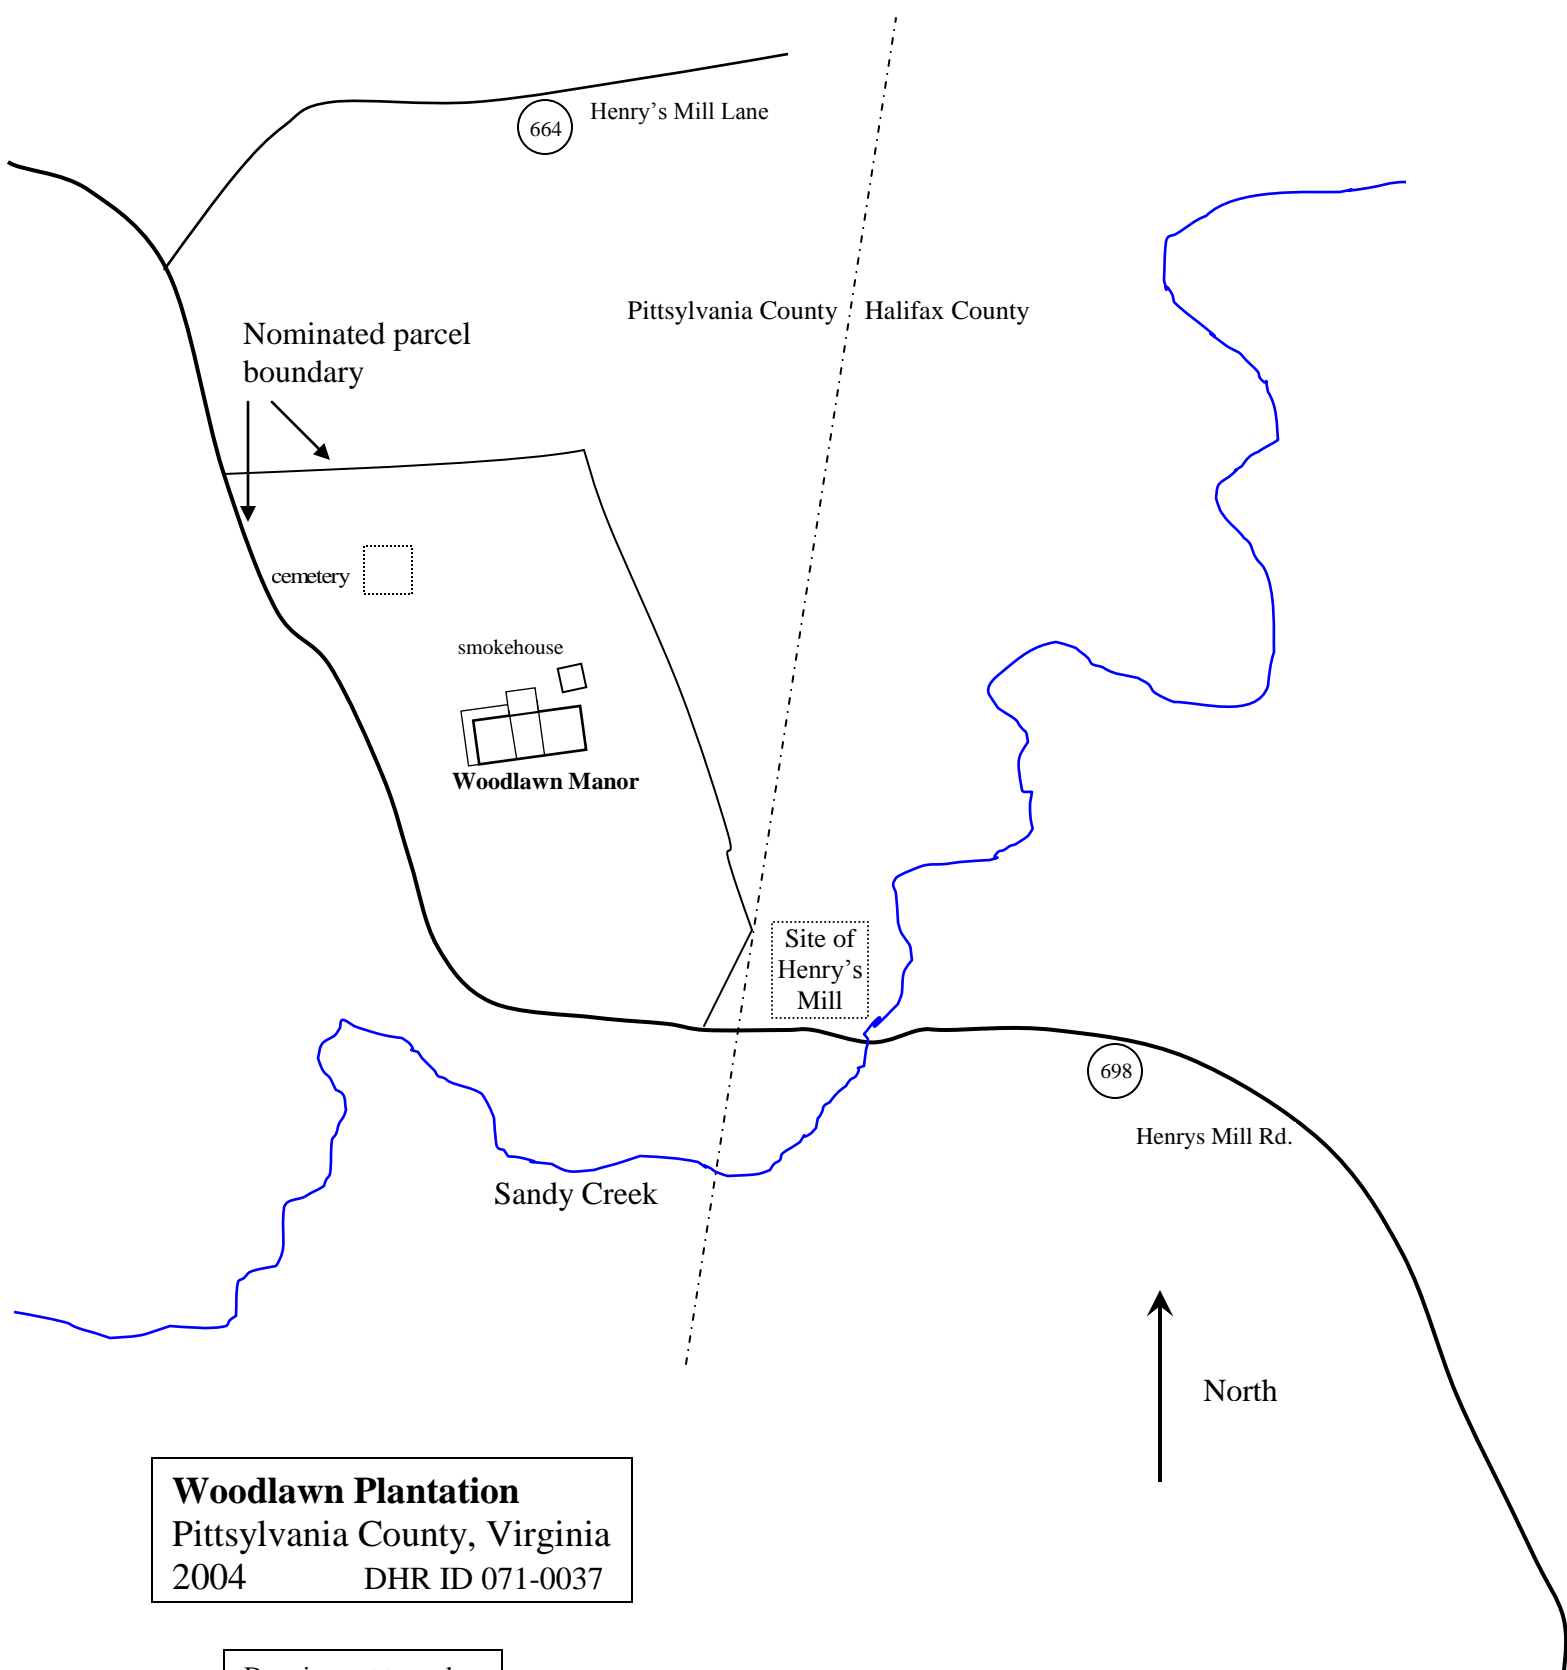 Henry's Mill Lane
664
Pittsylvania County
Halifax County
Nominated parcel
boundary
cemetery
smokehouse
Woodlawn Manor
Site of
Henry's
Mill
698
Henrys Mill Rd.
Sandy Creek
North
Woodlawn Plantation
Pittsylvania County, Virginia
2004 DHR ID 071-0037